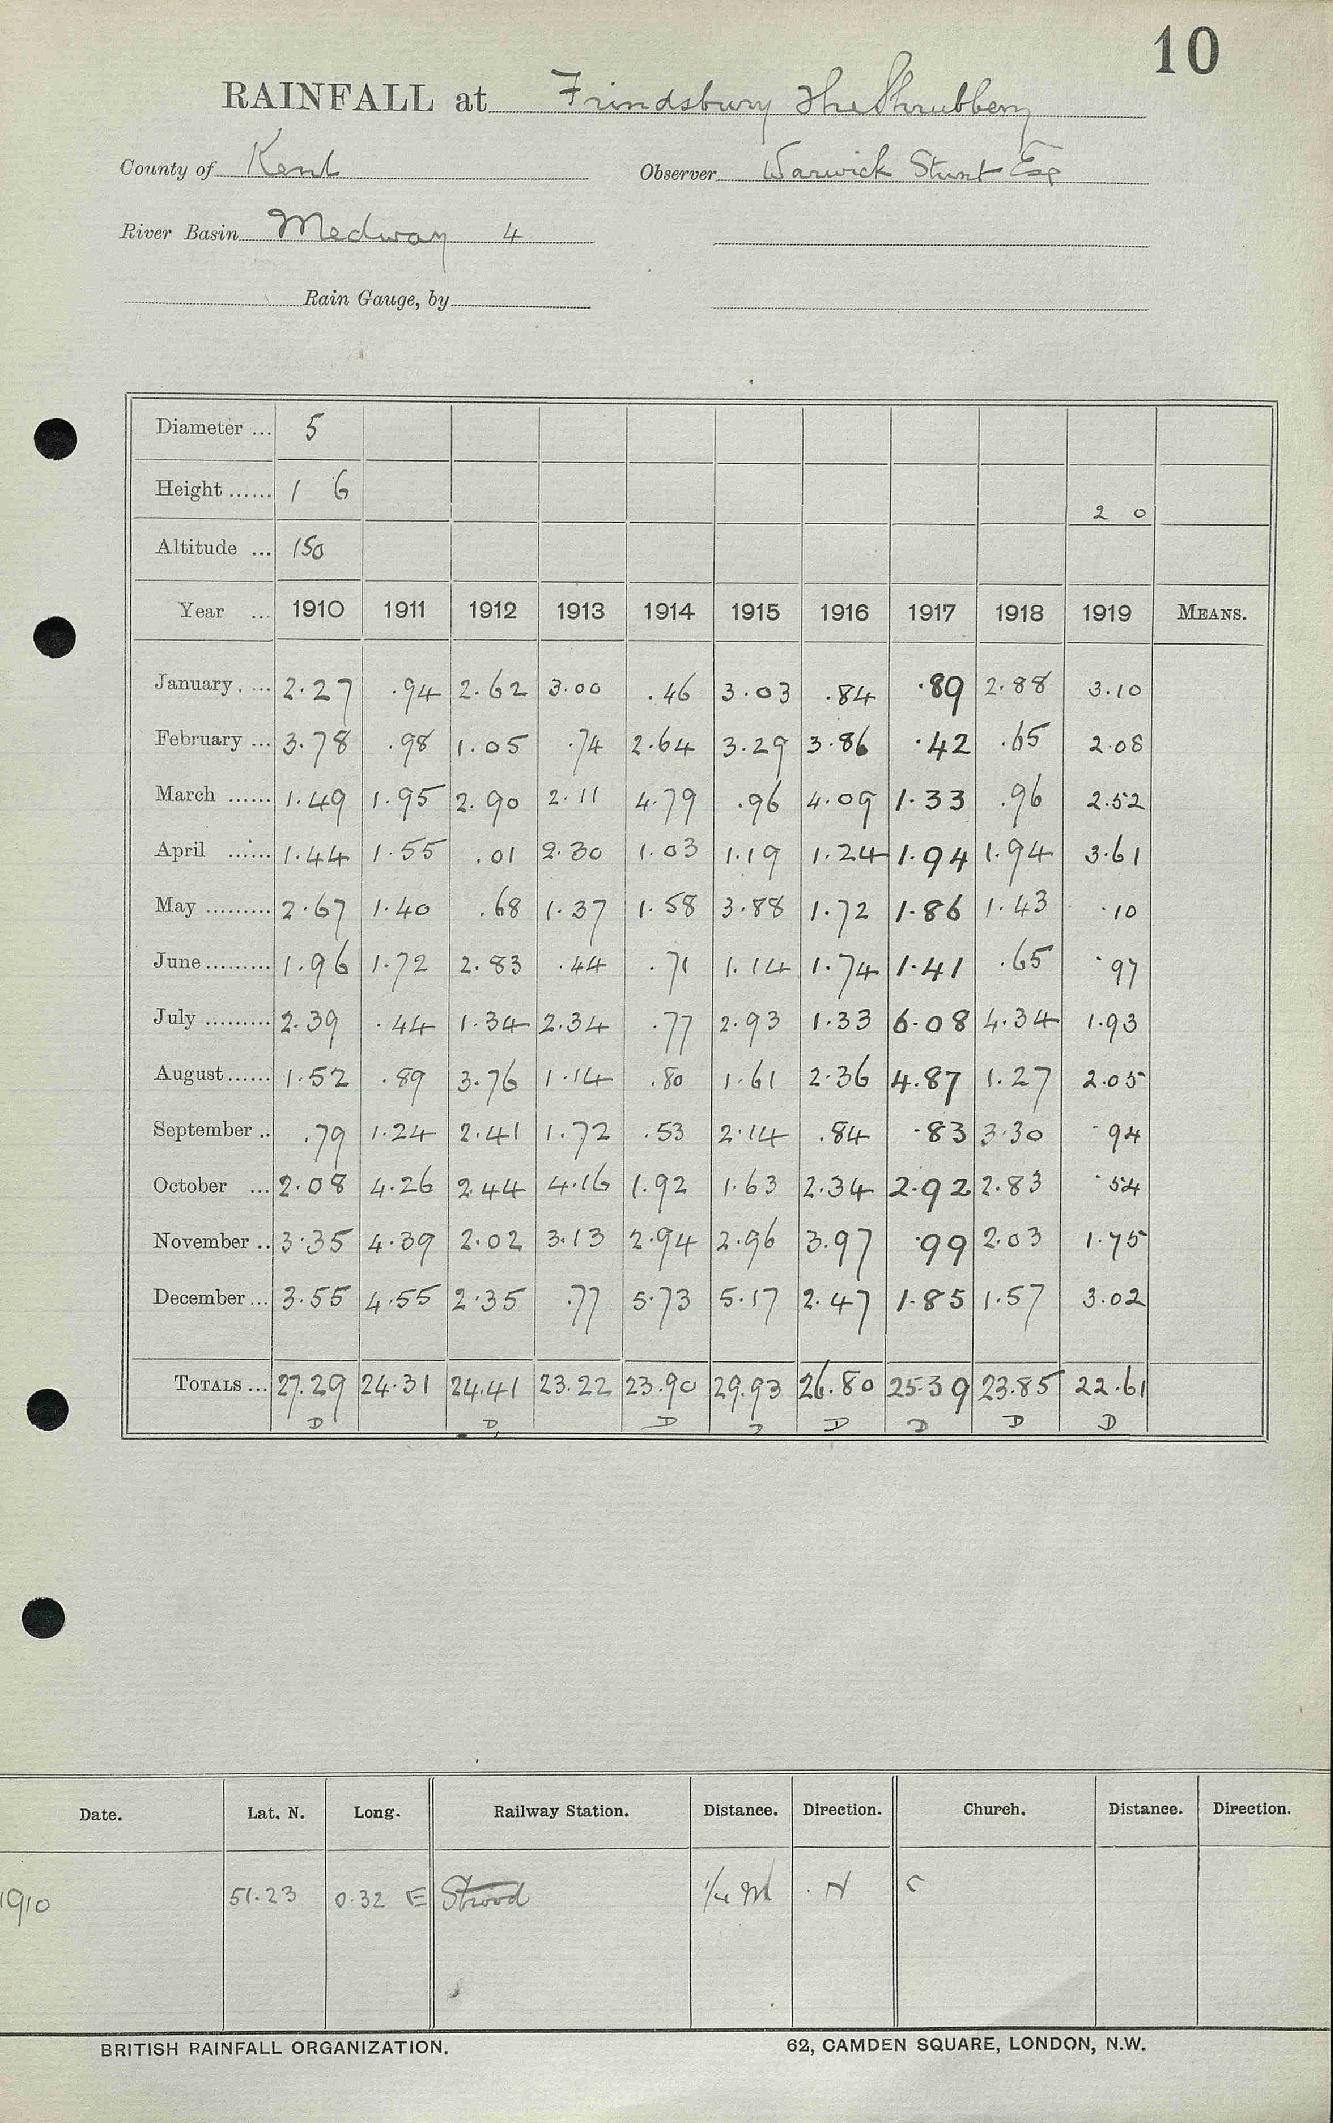 10
RAINFALL at Frindsbury The Shrubbery
County of Kent Observer Warwick Stunt Esq
River Basin Medway 4
Rain Gauge, by
Diameter ... 5
Height ...... 1 6 2 0
Altitude ... 150
Year ... 1910 1911 1912 1913 1914 1915 1916 1917 1918 1919 MEANS.
January. ... 2.27 .94 2.62 3.00 .46 3.03 .84 .89 2.88 3.10
February ... 3.78 .98 1.05 .74 2.64 3.29 3.86 .42 .65 2.08
March ...... 1.49 1.95 2.90 2.11 4.79 .96 4.09 1.33 .96 2.52
April ...... 1.44 1.55 .01 2.30 1.03 1.19 1.24 1.94 1.94 3.61
May ......... 2.67 1.40 .68 1.37 1.58 3.88 1.72 1.86 1.43 .10
June ......... 1.96 1.72 2.83 .44 .71 1.14 1.74 1.41 .65 .97
July ......... 2.39 .44 1.34 2.34 .77 2.93 1.33 6.08 4.34 1.93
August ...... 1.52 .89 3.76 1.14 .80 1.61 2.36 4.87 1.27 2.05
September .. .79 1.24 2.41 1.72 .53 2.14 .84 .83 3.30 .94
October ... 2.08 4.26 2.44 4.16 1.92 1.63 2.34 2.92 2.83 .54
November .. 3.35 4.39 2.02 3.13 2.94 2.96 3.97 .99 2.03 1.75
December ... 3.55 4.55 2.35 .77 5.73 5.17 2.47 1.85 1.57 3.02
TOTALS ... 27.29 24.31 24.41 23.22 23.90 29.93 26.80 25.39 23.85 22.61
D D D D D D D D
Date. Lat. N. Long. Railway Station. Distance. Direction. Church. Distance. Direction.
1910 51.23 0.32 E Strood 1/4 M N
BRITISH RAINFALL ORGANIZATION. 62, CAMDEN SQUARE, LONDON, N.W.